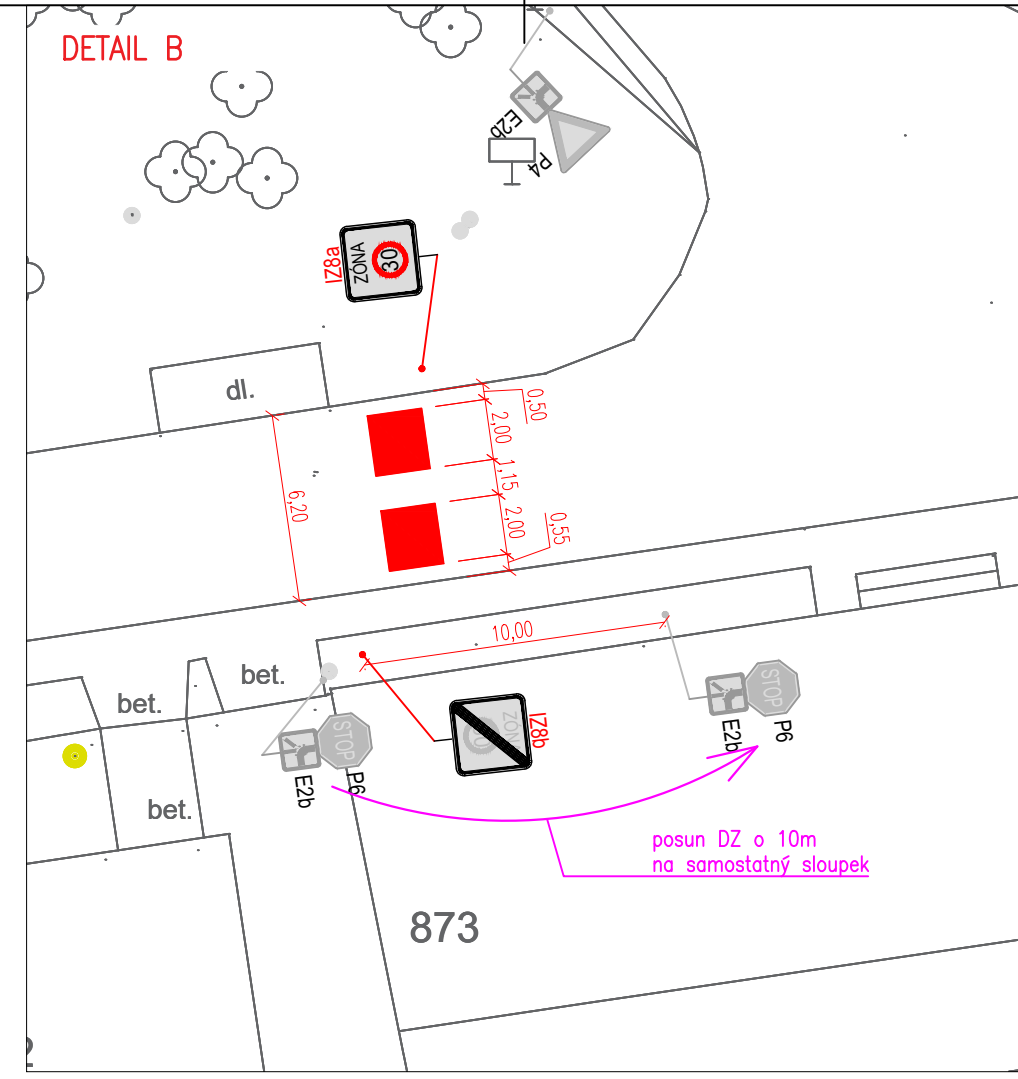 DETAIL B
E2b
P4
IZ8a
ZÓNA
30
dl.
0,50
2,00
1,15
2,00
0,55
6,20
10,00
bet.
bet.
bet.
STOP
E2b
P6
IZ8b
STOP
E2b
P6
posun DZ o 10m
na samostatný sloupek
873